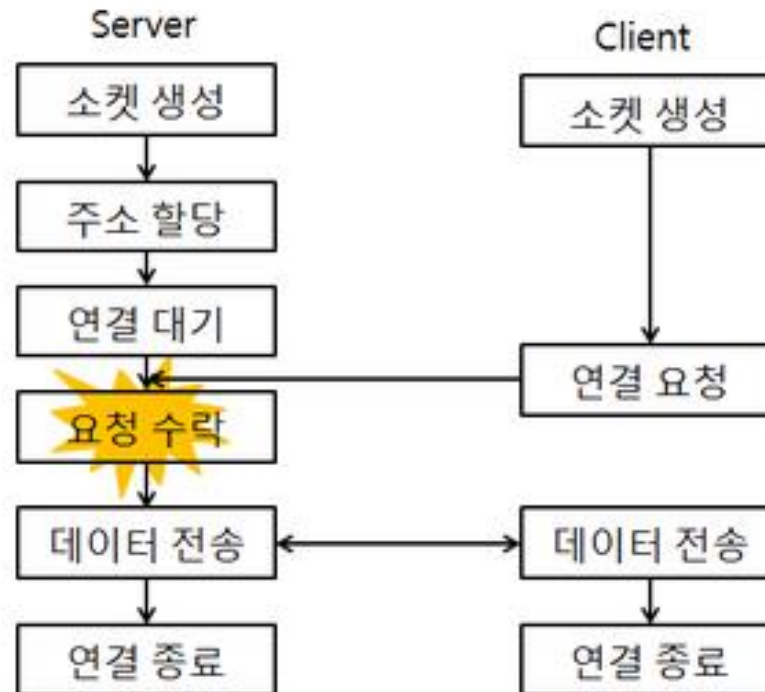 Server
Client
소켓 생성
소켓 생성
주소 할당
연결 대기
연결 요청
요청 수락
데이터 전송
데이터 전송
연결 종료
연결 종료